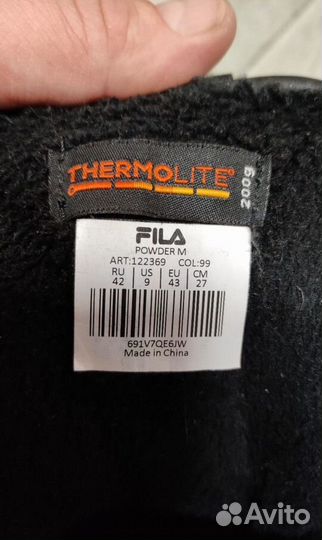 THERMOLITE®
200g
FILA
POWDER M
ART:122369 COL:99
RU US EU CM
42 9 43 27
691V7QE6JW
Made in China
Avito